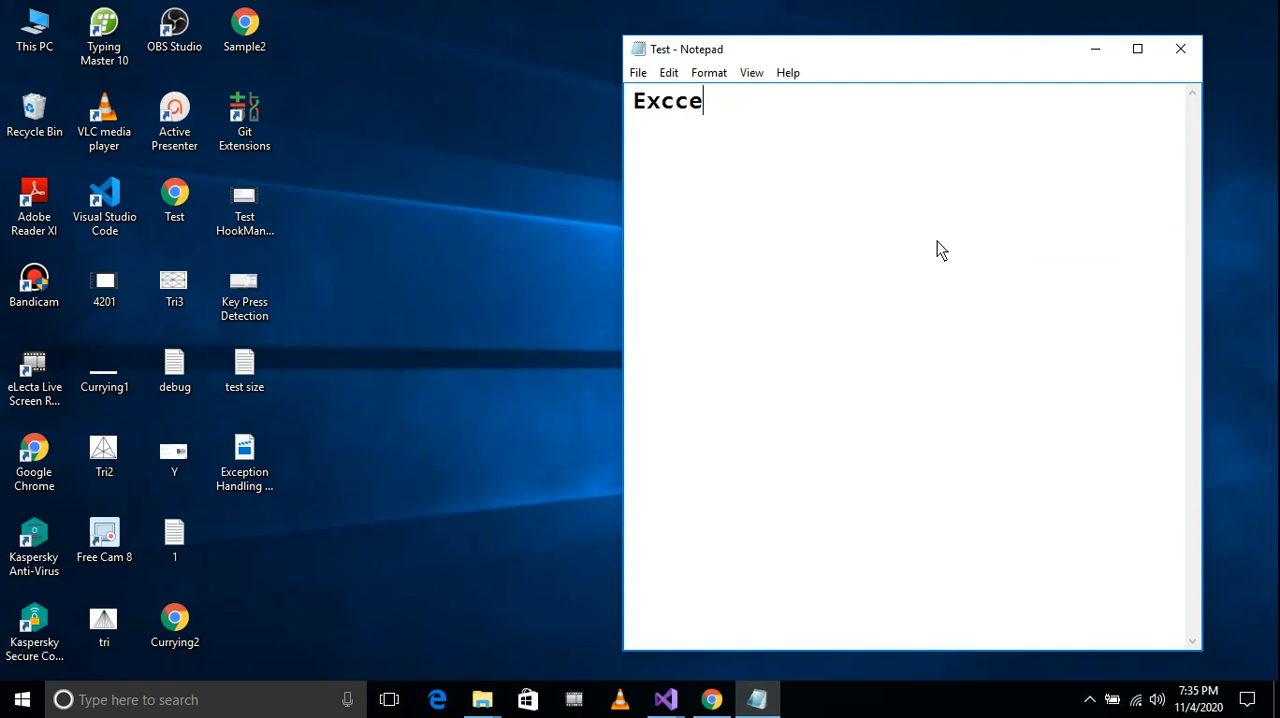 This PC
Typing
Master 10
OBS Studio
Sample2
Recycle Bin
VLC media
player
Active
Presenter
Git
Extensions
Adobe
Reader XI
Visual Studio
Code
Test
Test
HookMan...
Bandicam
4201
Tri3
Key Press
Detection
eLecta Live
Screen R...
Currying1
debug
test size
Google
Chrome
Tri2
Y
Exception
Handling ...
Kaspersky
Anti-Virus
Free Cam 8
1
Kaspersky
Secure Co...
tri
Currying2
Test - Notepad
File Edit Format View Help
Excce
Type here to search
7:35 PM
11/4/2020